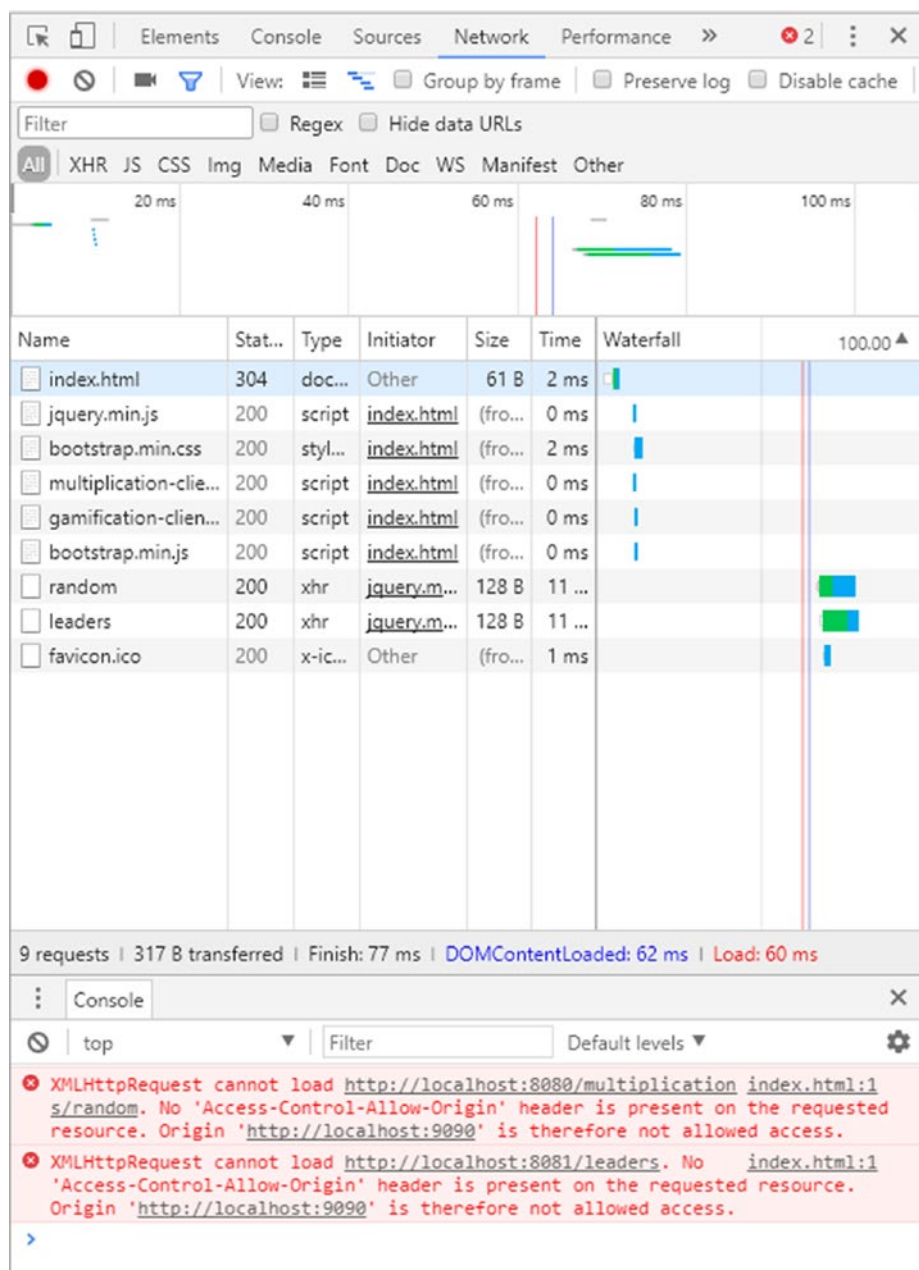 Elements Console Sources Network Performance » 2
View: Group by frame Preserve log Disable cache
Filter Regex Hide data URLs
All XHR JS CSS Img Media Font Doc WS Manifest Other
20 ms 40 ms 60 ms 80 ms 100 ms
Name Stat... Type Initiator Size Time Waterfall 100.00▲
index.html 304 doc... Other 61 B 2 ms
jquery.min.js 200 script index.html (fro... 0 ms
bootstrap.min.css 200 styl... index.html (fro... 2 ms
multiplication-clie... 200 script index.html (fro... 0 ms
gamification-clien... 200 script index.html (fro... 0 ms
bootstrap.min.js 200 script index.html (fro... 0 ms
random 200 xhr jquery.m... 128 B 11 ...
leaders 200 xhr jquery.m... 128 B 11 ...
favicon.ico 200 x-ic... Other (fro... 1 ms
9 requests | 317 B transferred | Finish: 77 ms | DOMContentLoaded: 62 ms | Load: 60 ms
Console
top ▼ Filter Default levels ▼
XMLHttpRequest cannot load http://localhost:8080/multiplication index.html:1
s/random. No 'Access-Control-Allow-Origin' header is present on the requested
resource. Origin 'http://localhost:9090' is therefore not allowed access.
XMLHttpRequest cannot load http://localhost:8081/leaders. No index.html:1
'Access-Control-Allow-Origin' header is present on the requested resource.
Origin 'http://localhost:9090' is therefore not allowed access.